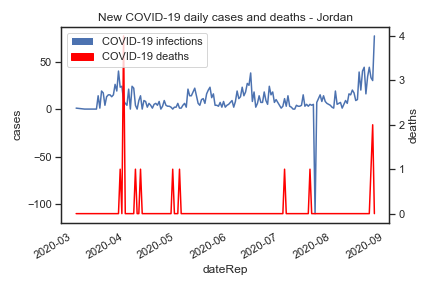 New COVID-19 daily cases and deaths - Jordan
COVID-19 infections
COVID-19 deaths
50
0
−50
−100
cases
4
3
2
1
0
deaths
2020-03
2020-04
2020-05
2020-06
2020-07
2020-08
2020-09
dateRep